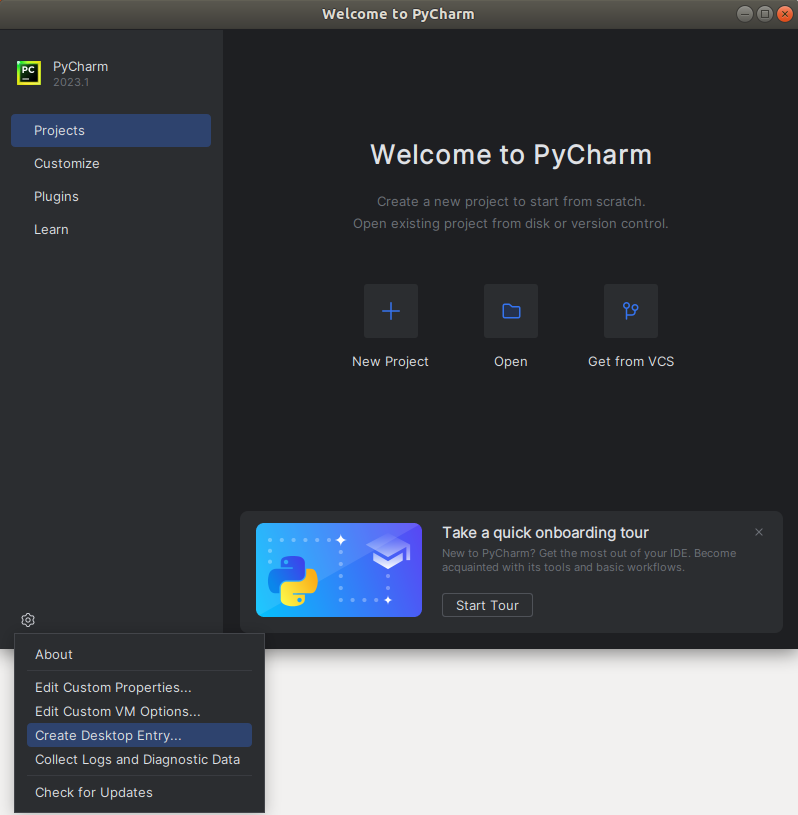 Welcome to PyCharm
PC
PyCharm
2023.1
Projects
Customize
Plugins
Learn
Welcome to PyCharm
Create a new project to start from scratch.
Open existing project from disk or version control.
New Project
Open
Get from VCS
Take a quick onboarding tour
New to PyCharm? Get the most out of your IDE. Become
acquainted with its tools and basic workflows.
Start Tour
About
Edit Custom Properties...
Edit Custom VM Options...
Create Desktop Entry...
Collect Logs and Diagnostic Data
Check for Updates